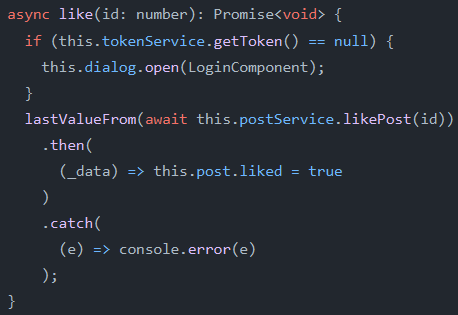 async like(id: number): Promise<void> {
  if (this.tokenService.getToken() == null) {
    this.dialog.open(LoginComponent);
  }
  lastValueFrom(await this.postService.likePost(id))
    .then(
      (_data) => this.post.liked = true
    )
    .catch(
      (e) => console.error(e)
    );
}